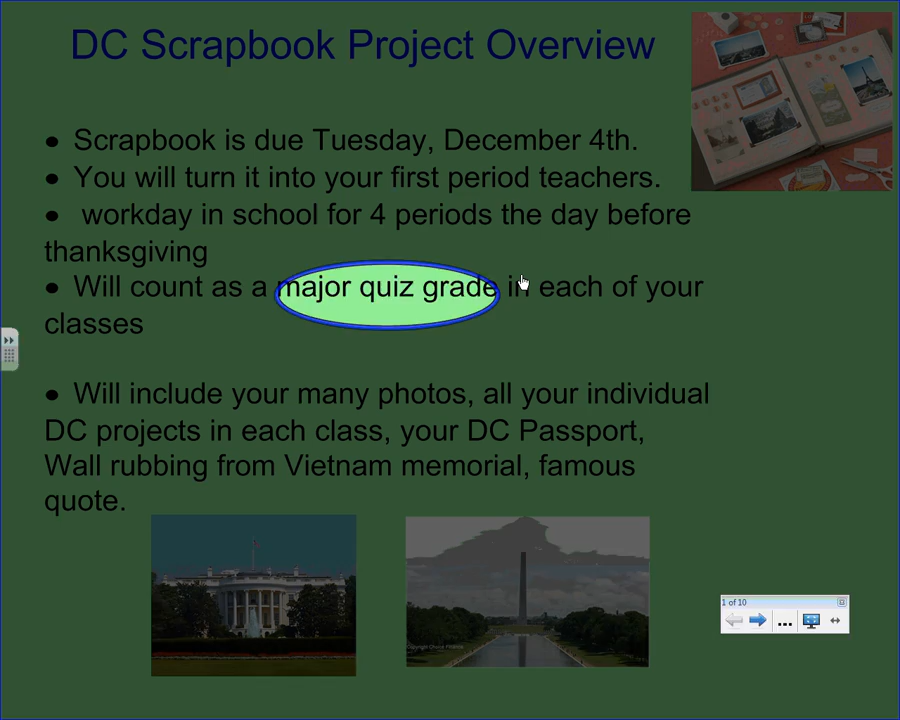 DC Scrapbook Project Overview
● Scrapbook is due Tuesday, December 4th.
● You will turn it into your first period teachers.
● workday in school for 4 periods the day before
thanksgiving
● Will count as a major quiz grade in each of your
classes
● Will include your many photos, all your individual
DC projects in each class, your DC Passport,
Wall rubbing from Vietnam memorial, famous
quote.
1 of 10
...